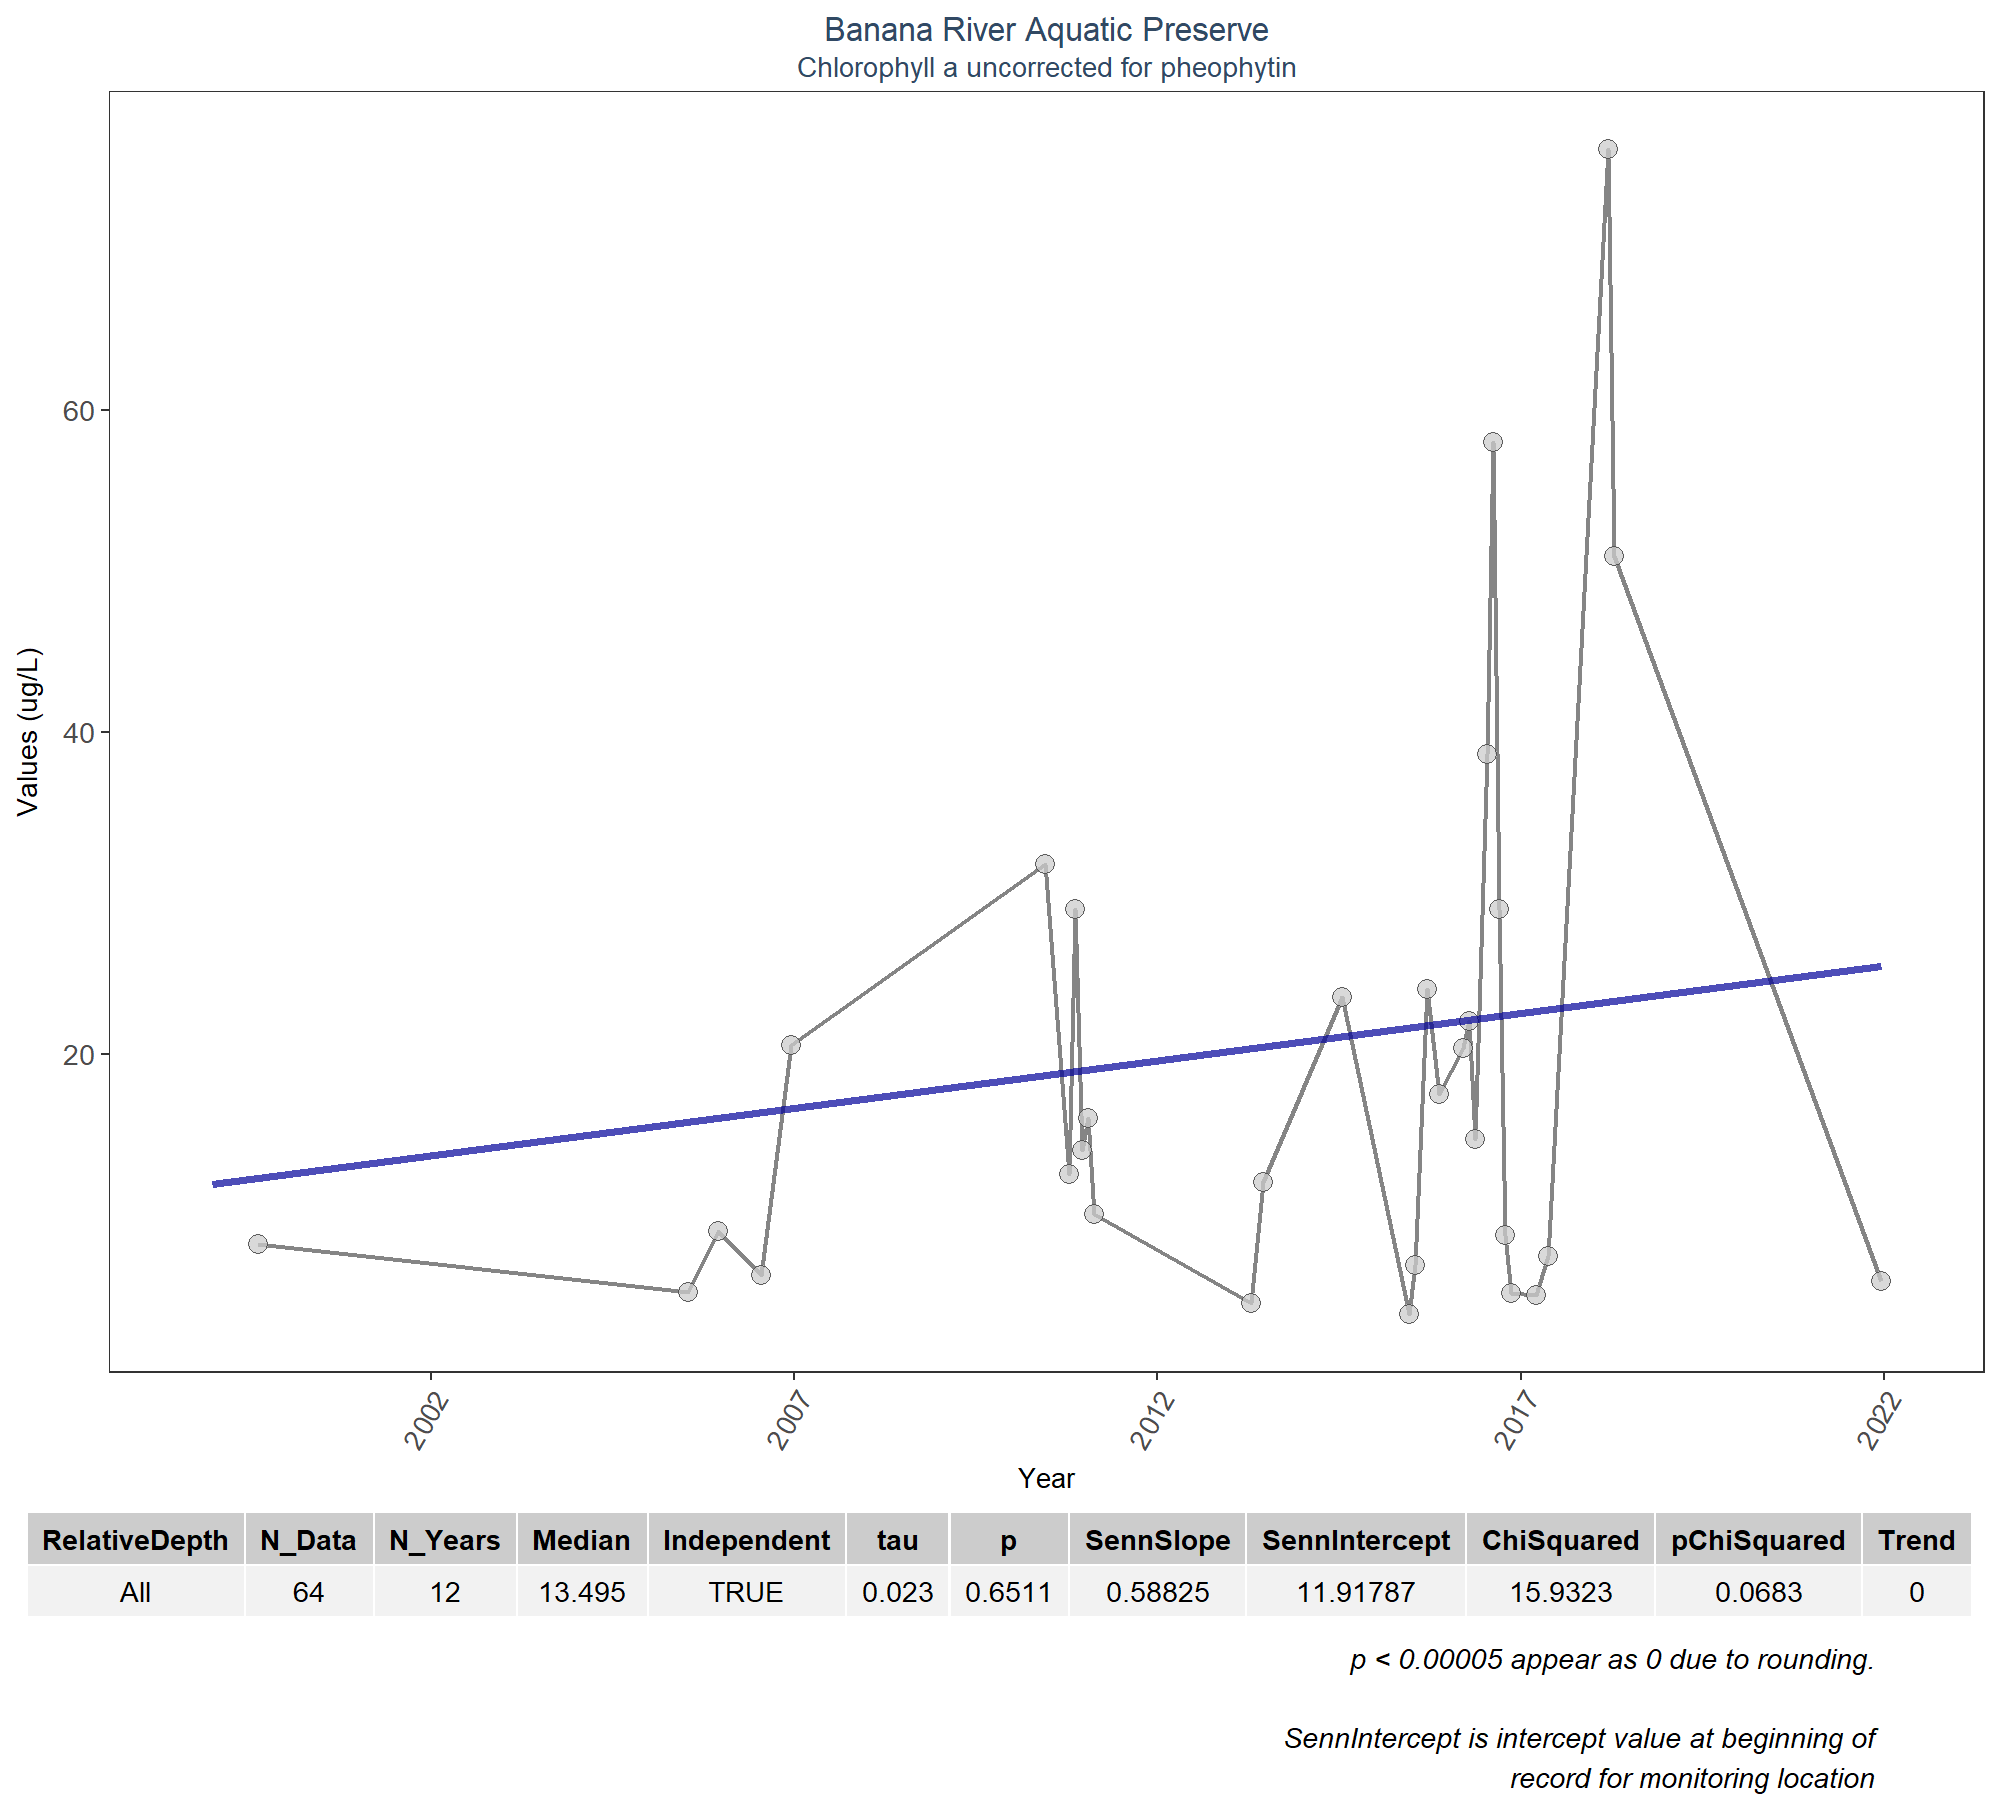 Banana River Aquatic Preserve
Chlorophyll a uncorrected for pheophytin
Values (ug/L)
60
40
20
2002 2007 2012 2017 2022
Year
RelativeDepth N_Data N_Years Median Independent tau p SennSlope SennIntercept ChiSquared pChiSquared Trend
All 64 12 13.495 TRUE 0.023 0.6511 0.58825 11.91787 15.9323 0.0683 0
p < 0.00005 appear as 0 due to rounding.
SennIntercept is intercept value at beginning of
record for monitoring location